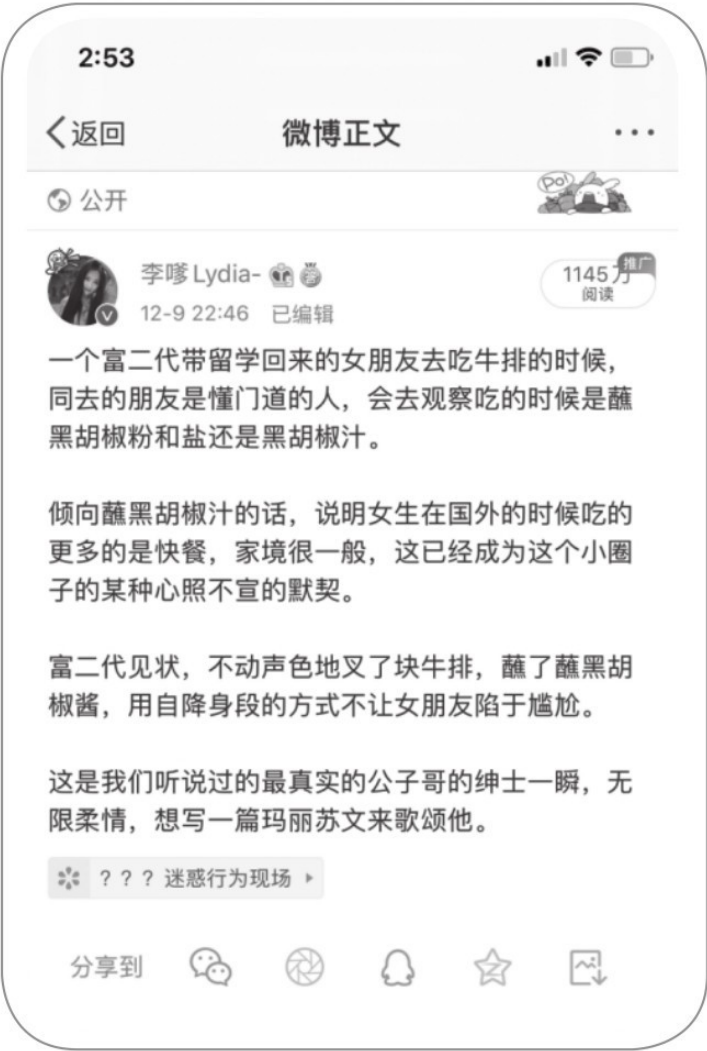 2:53
返回
微博正文
公开
DO!
李嗲Lydia-
推广
1145万
阅读
12-9 22:46 已编辑
一个富二代带留学回来的女朋友去吃牛排的时候，
同去的朋友是懂门道的人，会去观察吃的时候是蘸
黑胡椒粉和盐还是黑胡椒汁。
倾向蘸黑胡椒汁的话，说明女生在国外的时候吃的
更多的是快餐，家境很一般，这已经成为这个小圈
子的某种心照不宣的默契。
富二代见状，不动声色地叉了块牛排，蘸了蘸黑胡
椒酱，用自降身段的方式不让女朋友陷于尴尬。
这是我们听说过的最真实的公子哥的绅士一瞬，无
限柔情，想写一篇玛丽苏文来歌颂他。
？？？迷惑行为现场
分享到